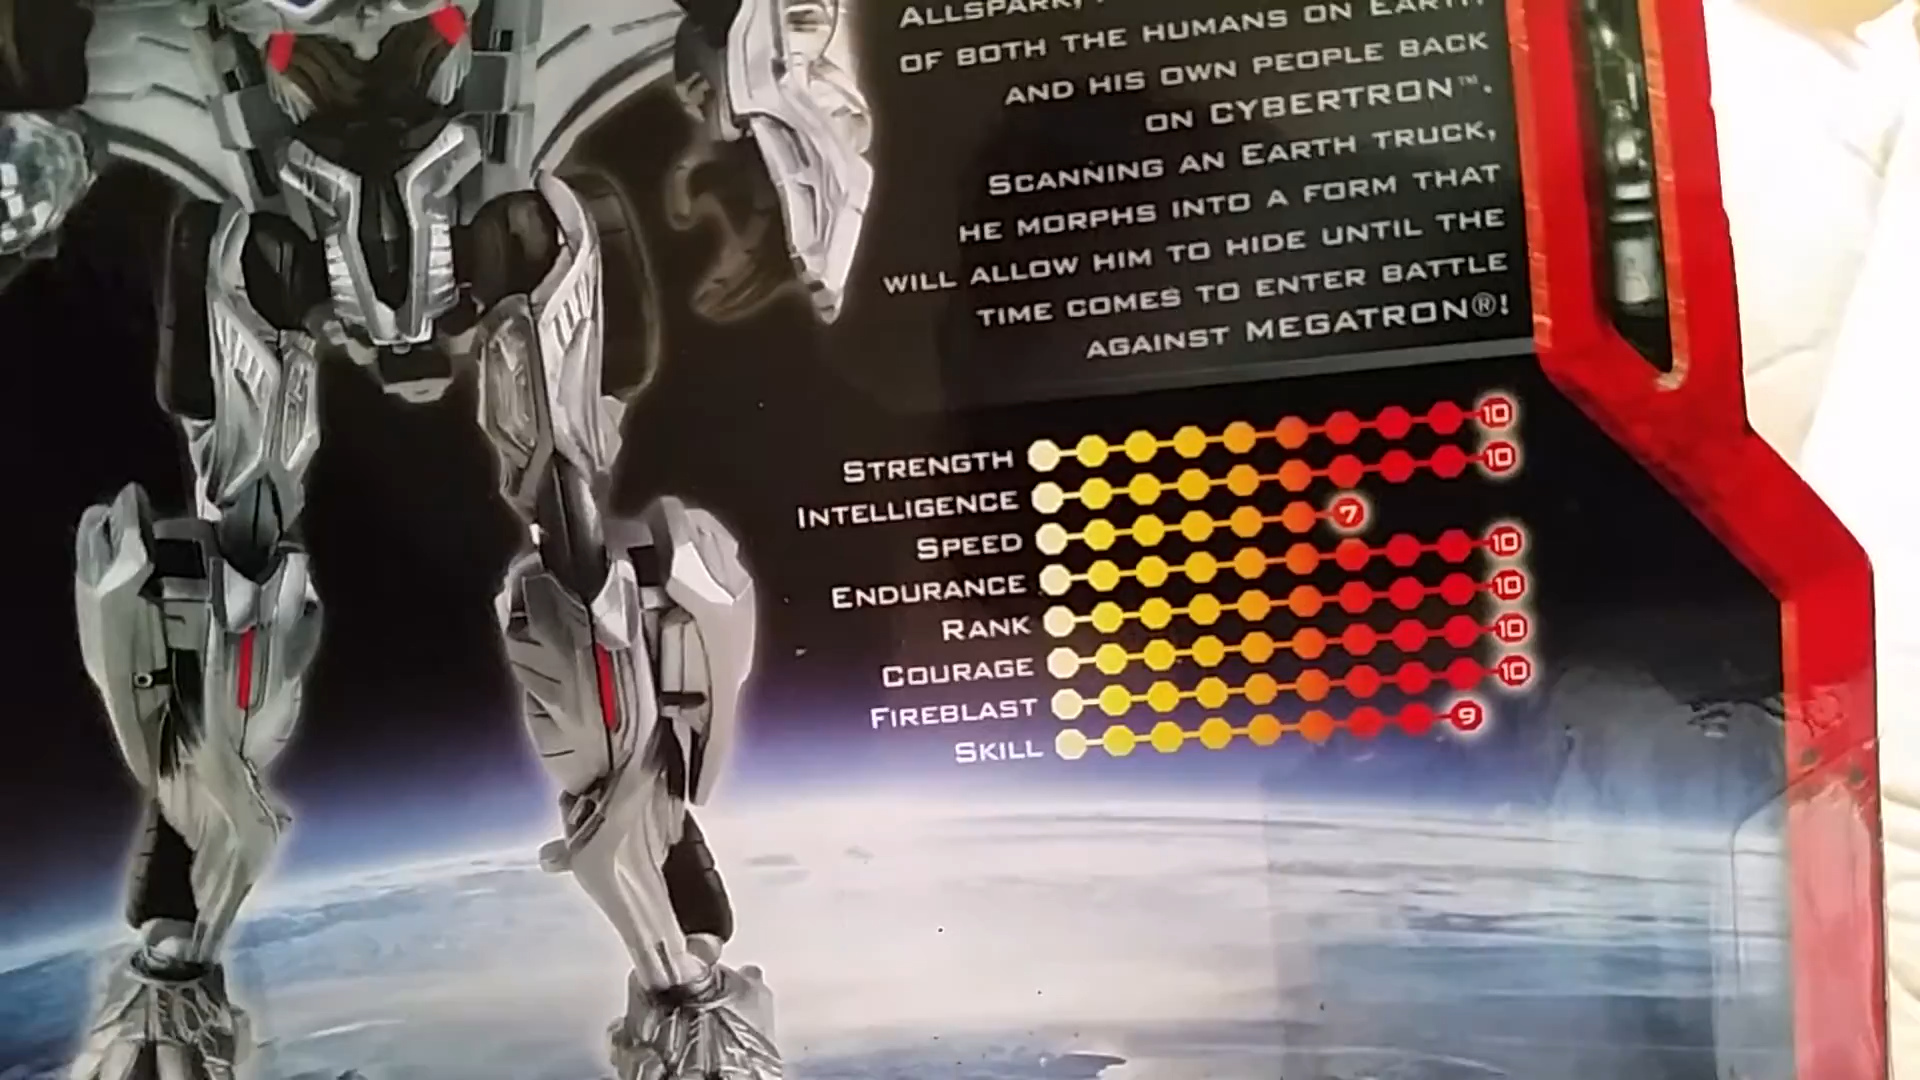 ALLSPARK,
OF BOTH THE HUMANS ON EARTH
AND HIS OWN PEOPLE BACK
ON CYBERTRON™.
SCANNING AN EARTH TRUCK,
HE MORPHS INTO A FORM THAT
WILL ALLOW HIM TO HIDE UNTIL THE
TIME COMES TO ENTER BATTLE
AGAINST MEGATRON®!
STRENGTH 10
INTELLIGENCE 10
SPEED 7
ENDURANCE 10
RANK 10
COURAGE 10
FIREBLAST 10
SKILL 9